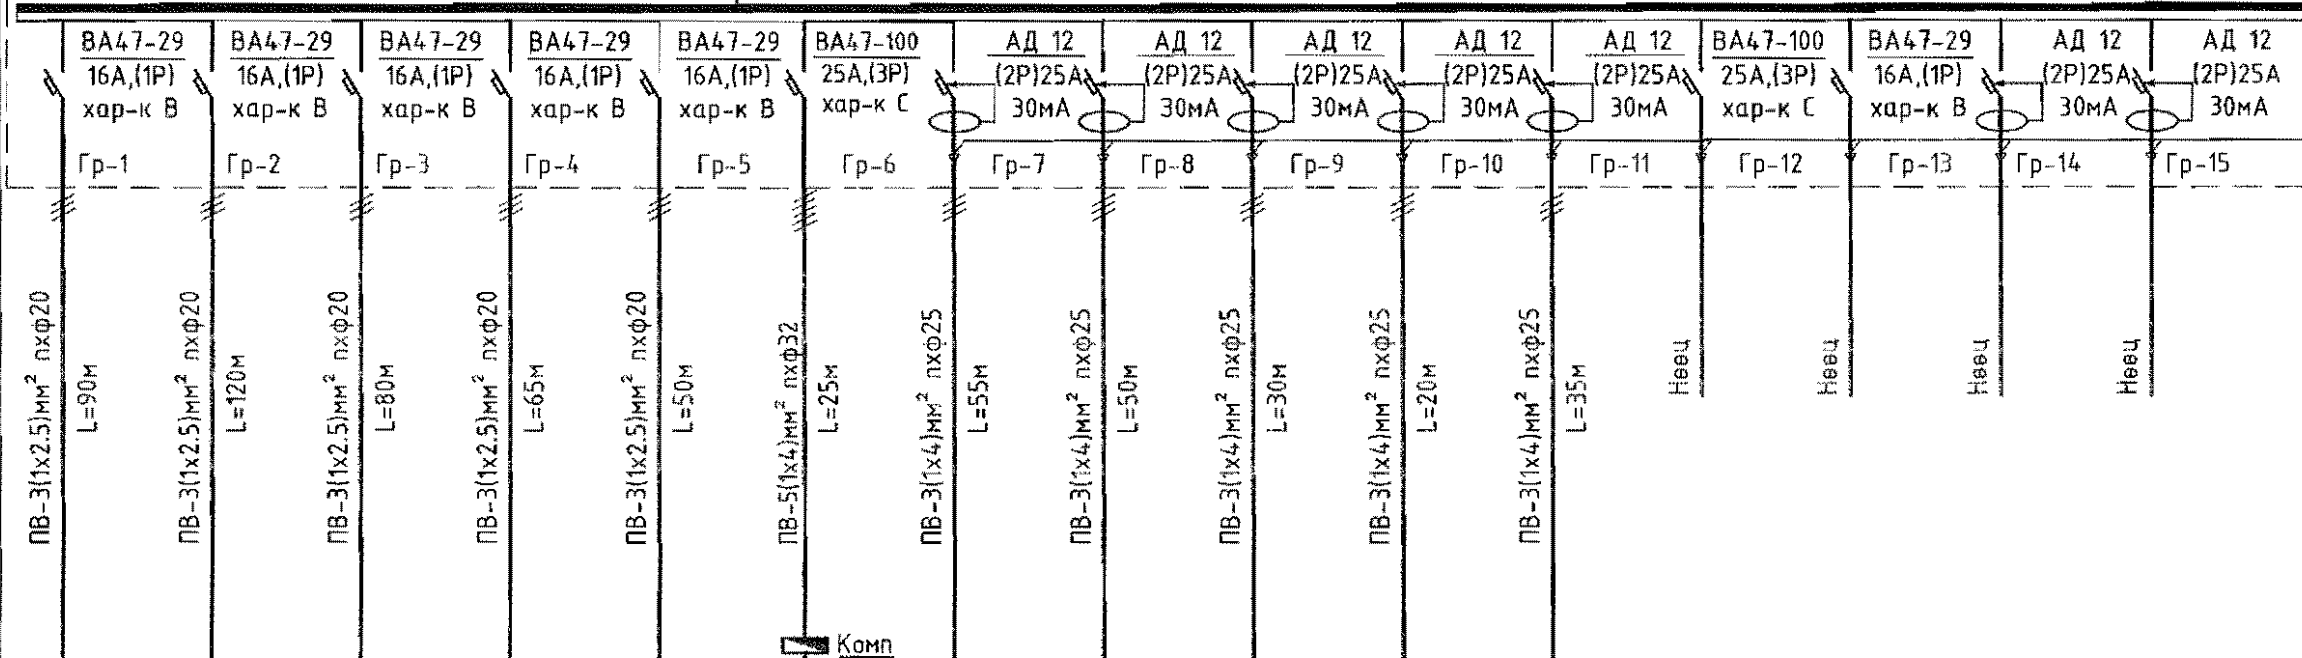 ВА47-29
16А,(1Р)
хар-к В
Гр-1
ВА47-29
16А,(1Р)
хар-к В
Гр-2
ВА47-29
16А,(1Р)
хар-к В
Гр-3
ВА47-29
16А,(1Р)
хар-к В
Гр-4
ВА47-29
16А,(1Р)
хар-к В
Гр-5
ВА47-100
25А,(3Р)
хар-к С
Гр-6
АД 12
(2Р)25А
30мА
Гр-7
АД 12
(2Р)25А
30мА
Гр-8
АД 12
(2Р)25А
30мА
Гр-9
АД 12
(2Р)25А
30мА
Гр-10
АД 12
(2Р)25А
30мА
Гр-11
ВА47-100
25А,(3Р)
хар-к С
Гр-12
ВА47-29
16А,(1Р)
хар-к В
Гр-13
АД 12
(2Р)25А
30мА
Гр-14
АД 12
(2Р)25А
30мА
Гр-15
ПВ-3(1х2.5)мм² пхф20
L=90м
ПВ-3(1х2.5)мм² пхф20
L=120м
ПВ-3(1х2.5)мм² пхф20
L=80м
ПВ-3(1х2.5)мм² пхф20
L=65м
ПВ-3(1х2.5)мм² пхф20
L=50м
ПВ-5(1х4)мм² пхф32
L=25м
ПВ-3(1х4)мм² пхф25
L=55м
ПВ-3(1х4)мм² пхф25
L=50м
ПВ-3(1х4)мм² пхф25
L=30м
ПВ-3(1х4)мм² пхф25
L=20м
ПВ-3(1х4)мм² пхф25
L=35м
Нөөц
Нөөц
Нөөц
Нөөц
Комп